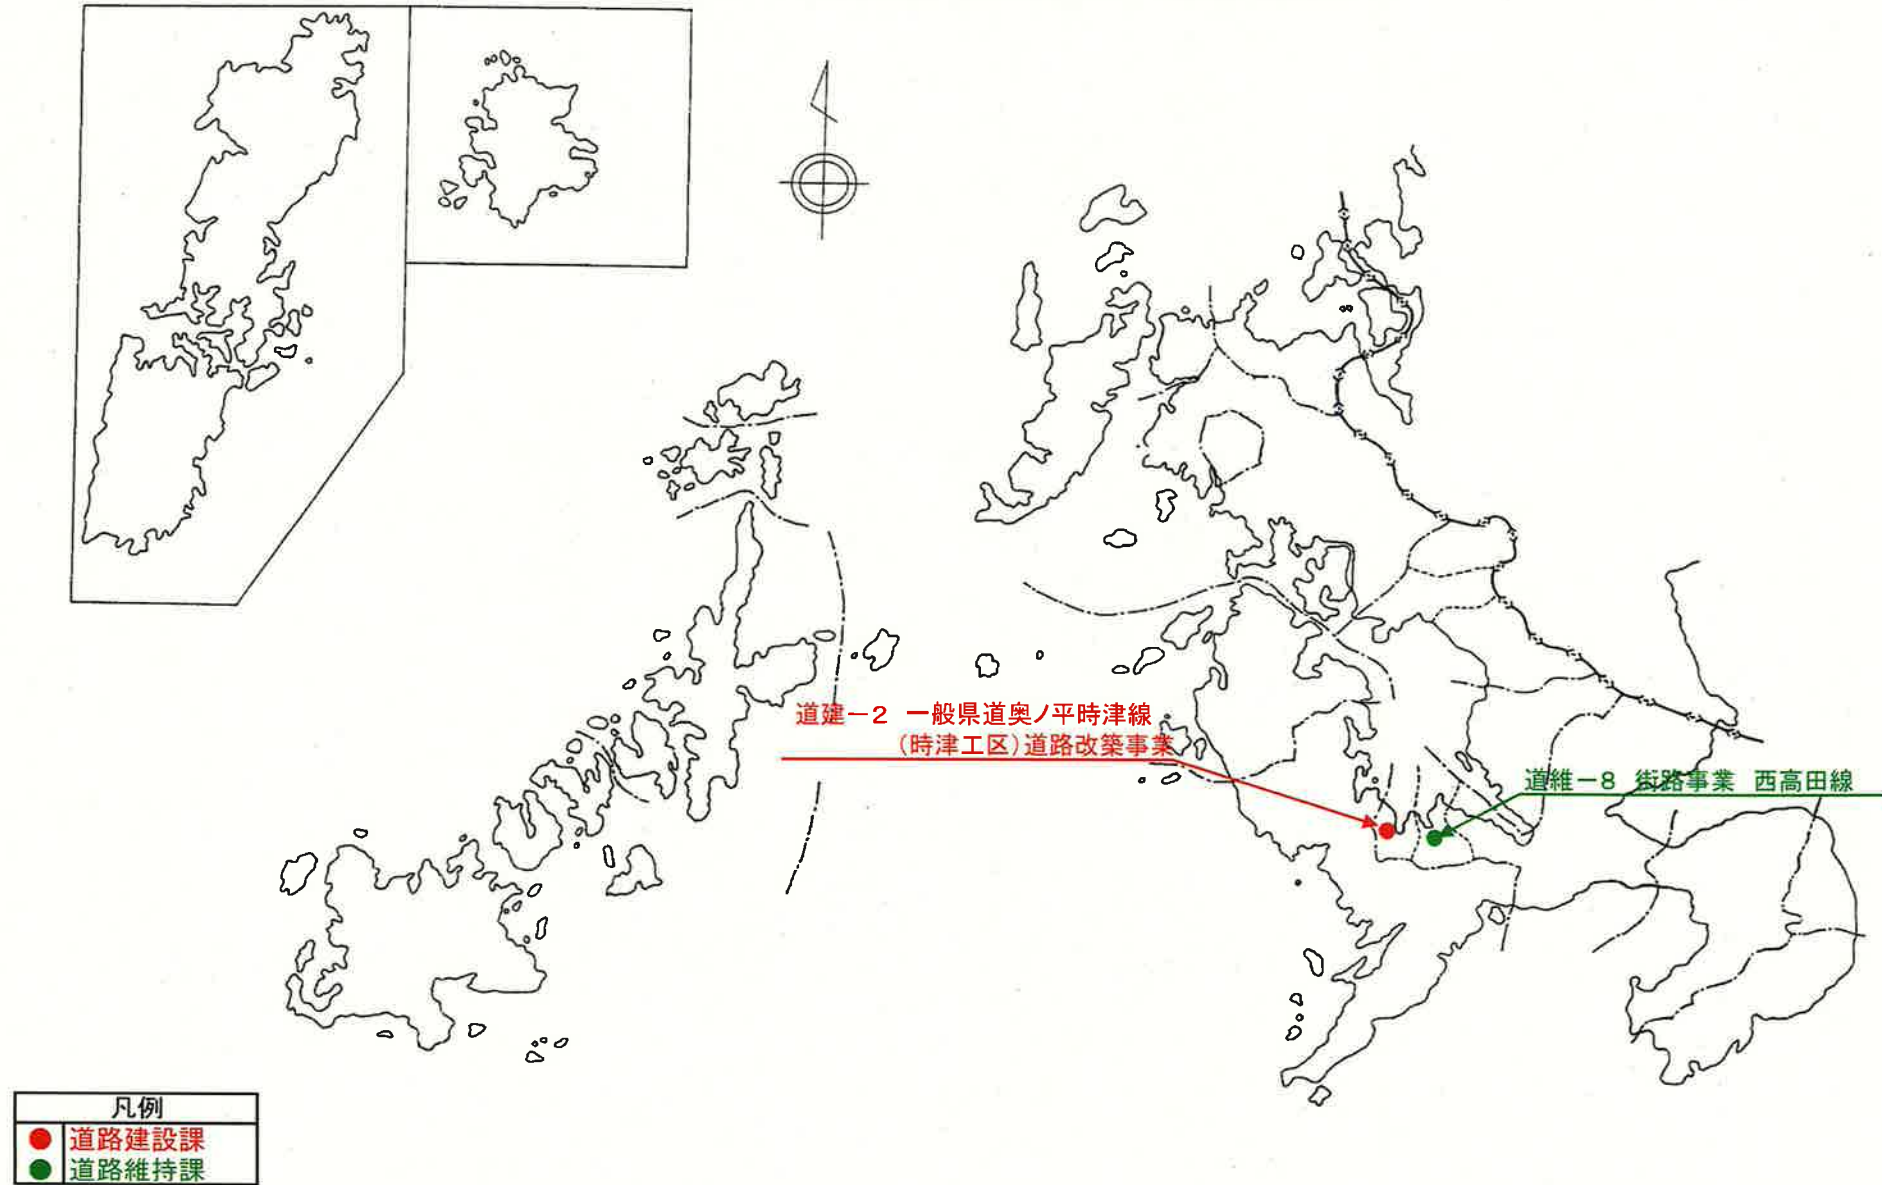 道建－2 一般県道奥ノ平時津線
(時津工区)道路改築事業
道維－8 街路事業 西高田線
凡例
道路建設課
道路維持課